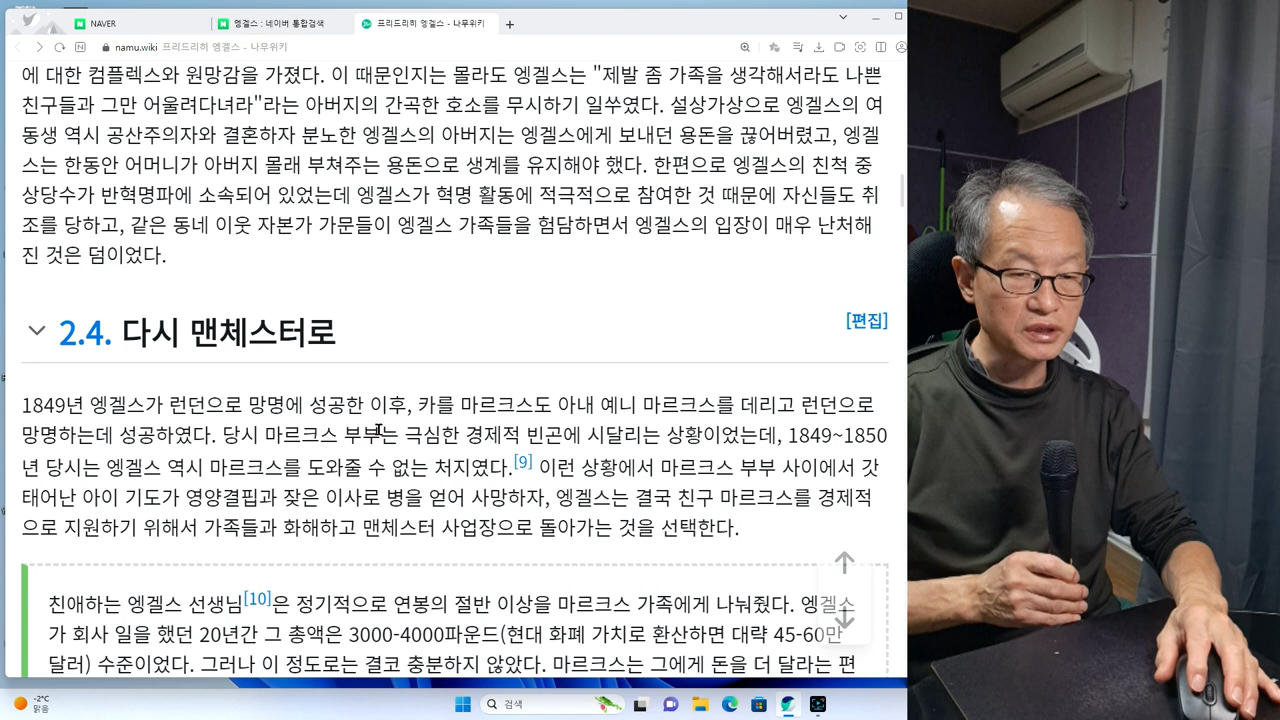 NAVER
엥겔스 : 네이버 통합검색
프리드리히 엥겔스 - 나무위키
namu.wiki 프리드리히 엥겔스 - 나무위키
에 대한 컴플렉스와 원망감을 가졌다. 이 때문인지는 몰라도 엥겔스는 "제발 좀 가족을 생각해서라도 나쁜
친구들과 그만 어울려다녀라"라는 아버지의 간곡한 호소를 무시하기 일쑤였다. 설상가상으로 엥겔스의 여
동생 역시 공산주의자와 결혼하자 분노한 엥겔스의 아버지는 엥겔스에게 보내던 용돈을 끊어버렸고, 엥겔
스는 한동안 어머니가 아버지 몰래 부쳐주는 용돈으로 생계를 유지해야 했다. 한편으로 엥겔스의 친척 중
상당수가 반혁명파에 소속되어 있었는데 엥겔스가 혁명 활동에 적극적으로 참여한 것 때문에 자신들도 취
조를 당하고, 같은 동네 이웃 자본가 가문들이 엥겔스 가족들을 험담하면서 엥겔스의 입장이 매우 난처해
진 것은 덤이었다.
2.4. 다시 맨체스터로
[편집]
1849년 엥겔스가 런던으로 망명에 성공한 이후, 카를 마르크스도 아내 예니 마르크스를 데리고 런던으로
망명하는데 성공하였다. 당시 마르크스 부부는 극심한 경제적 빈곤에 시달리는 상황이었는데, 1849~1850
년 당시는 엥겔스 역시 마르크스를 도와줄 수 없는 처지였다.[9] 이런 상황에서 마르크스 부부 사이에서 갓
태어난 아이 기도가 영양결핍과 잦은 이사로 병을 얻어 사망하자, 엥겔스는 결국 친구 마르크스를 경제적
으로 지원하기 위해서 가족들과 화해하고 맨체스터 사업장으로 돌아가는 것을 선택한다.
친애하는 엥겔스 선생님[10]은 정기적으로 연봉의 절반 이상을 마르크스 가족에게 나눠줬다. 엥겔스
가 회사 일을 했던 20년간 그 총액은 3000-4000파운드(현대 화폐 가치로 환산하면 대략 45-60만
달러) 수준이었다. 그러나 이 정도로는 결코 충분하지 않았다. 마르크스는 그에게 돈을 더 달라는 편
-2°C
맑음
검색